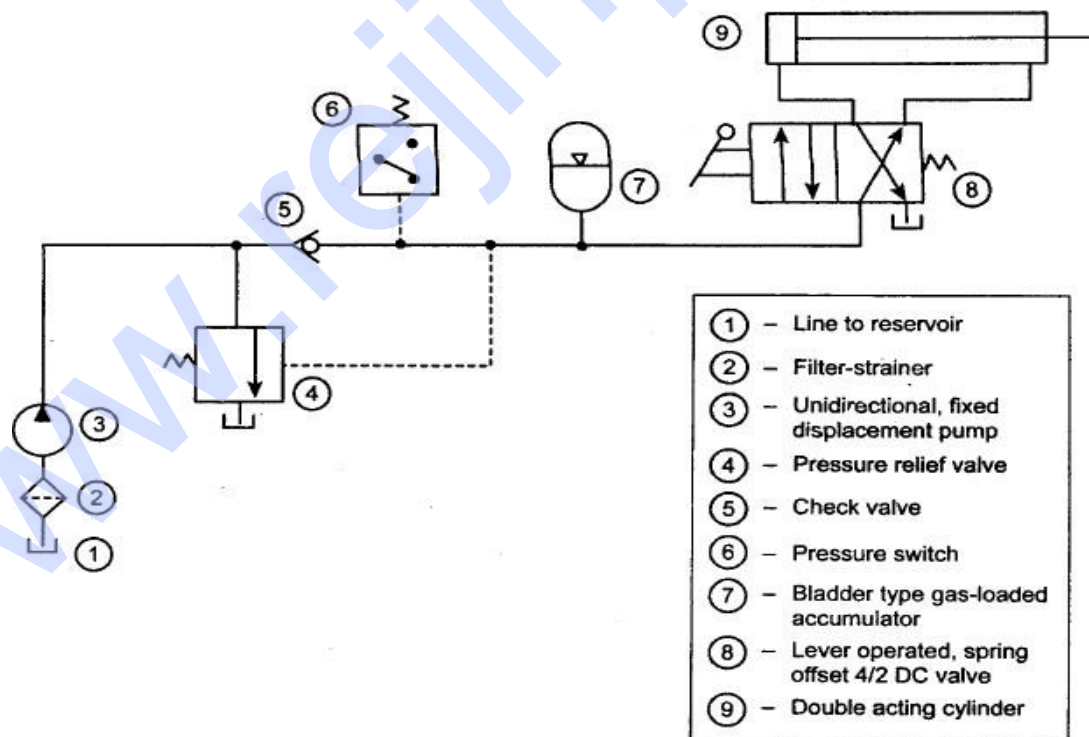 9
6
7
8
5
4
3
2
1
1 – Line to reservoir
2 – Filter-strainer
3 – Unidirectional, fixed
displacement pump
4 – Pressure relief valve
5 – Check valve
6 – Pressure switch
7 – Bladder type gas-loaded
accumulator
8 – Lever operated, spring
offset 4/2 DC valve
9 – Double acting cylinder
www.rejin